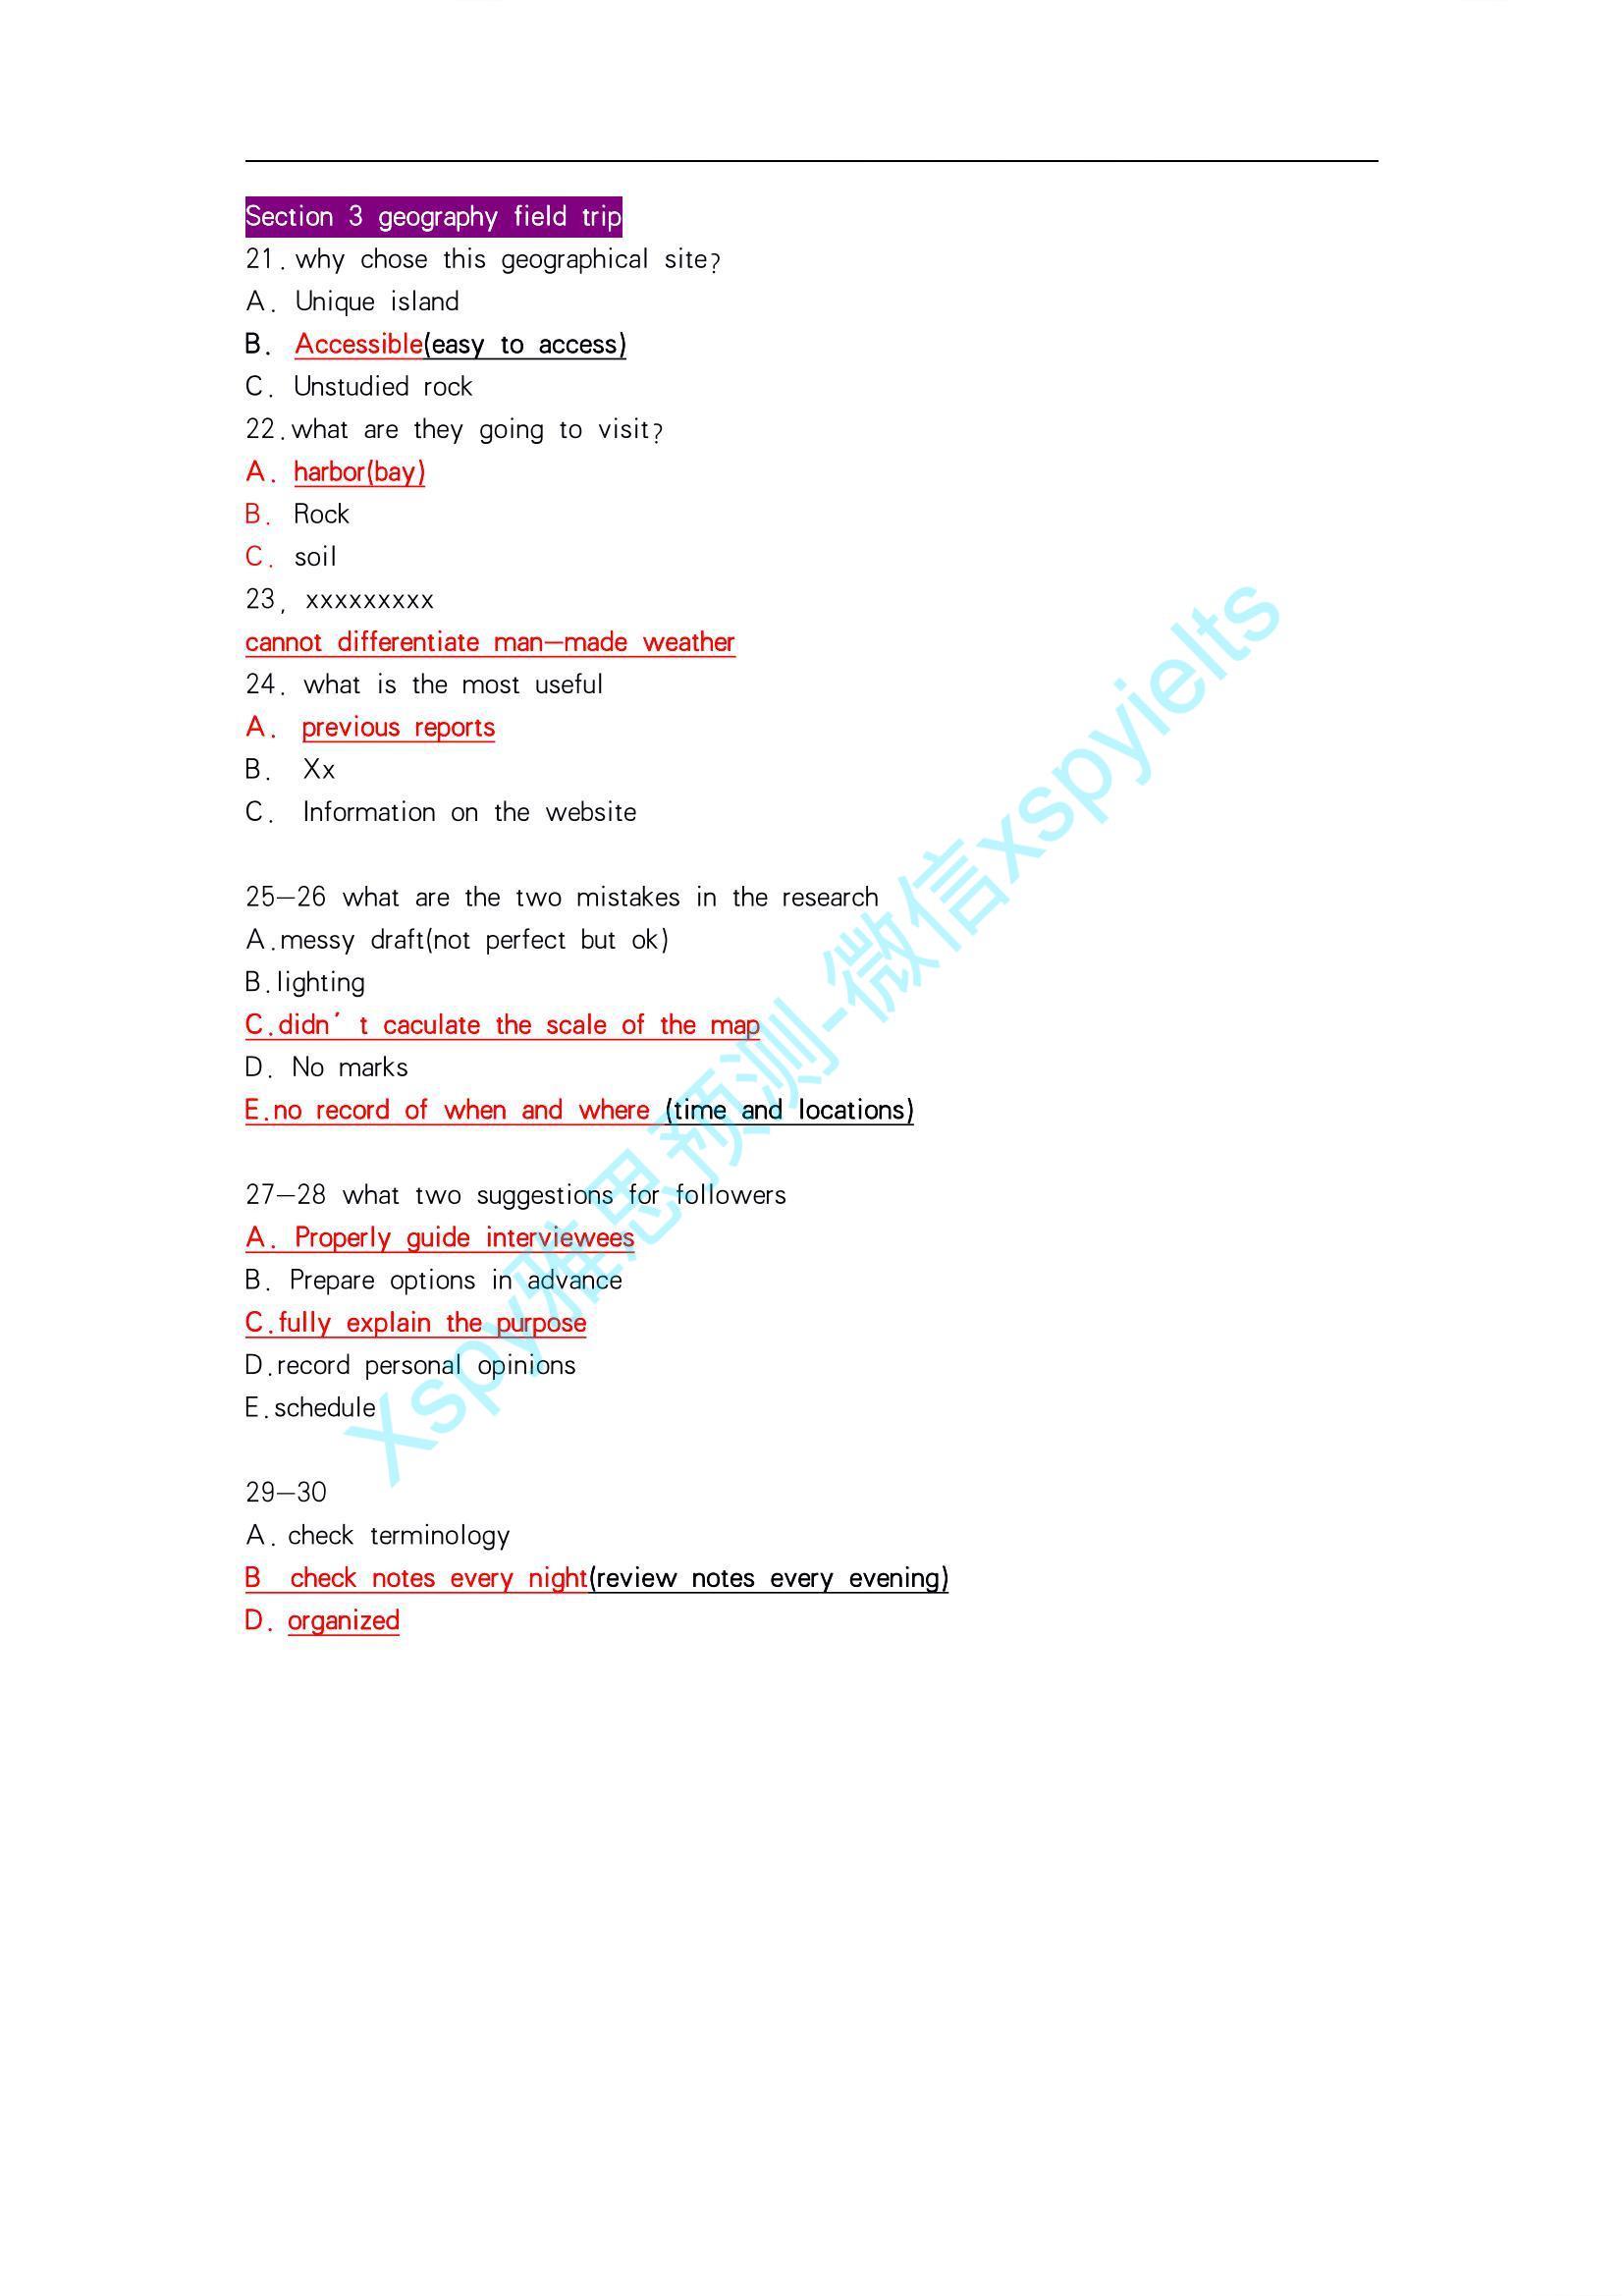 Section 3 geography field trip
21. why chose this geographical site?
A. Unique island
B. Accessible(easy to access)
C. Unstudied rock
22.what are they going to visit?
A. harbor(bay)
B. Rock
C. soil
23, xxxxxxxxx
cannot differentiate man-made weather
24. what is the most useful
A. previous reports
B. Xx
C. Information on the website
25-26 what are the two mistakes in the research
A.messy draft(not perfect but ok)
B.lighting
C.didn't caculate the scale of the map
D. No marks
E.no record of when and where (time and locations)
27-28 what two suggestions for followers
A. Properly guide interviewees
B. Prepare options in advance
C.fully explain the purpose
D.record personal opinions
E.schedule
29-30
A. check terminology
B check notes every night(review notes every evening)
D. organized
Xspy雅思预测-微信xspyielts